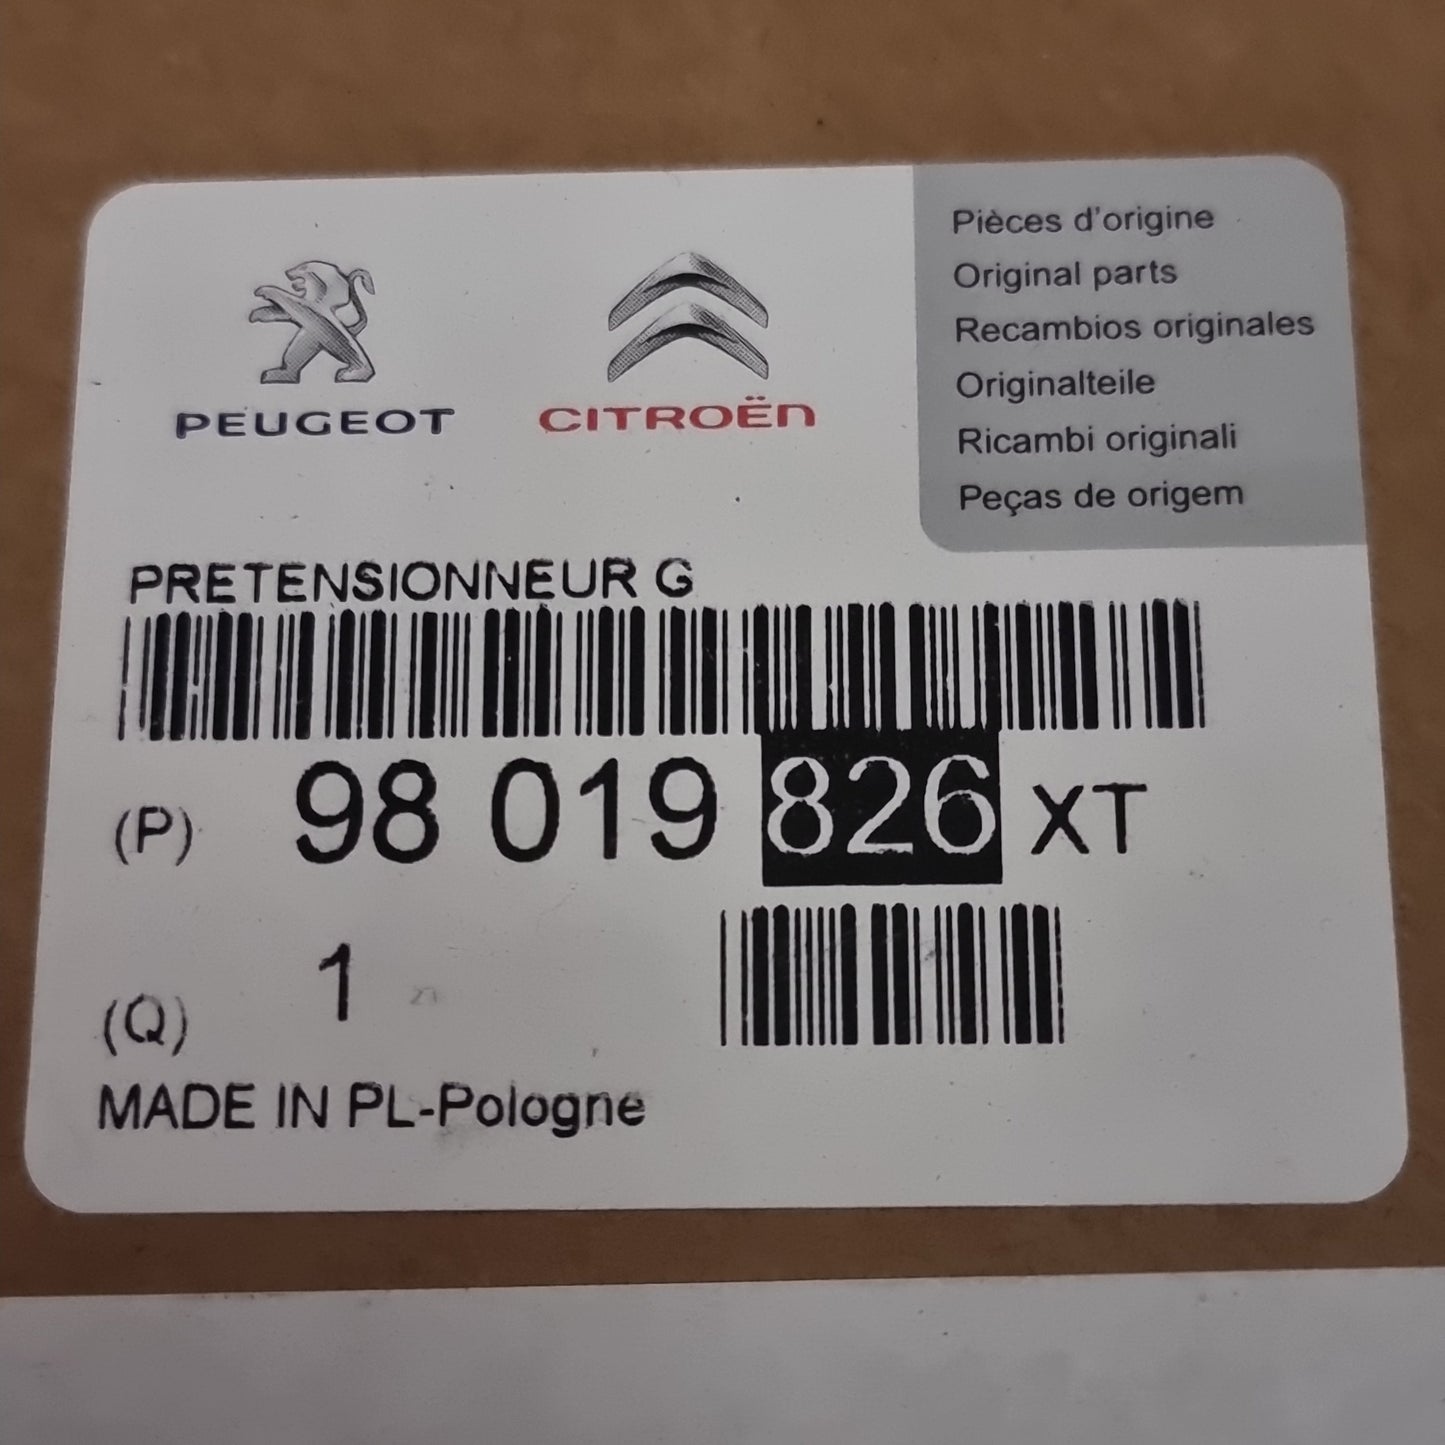 PEUGEOT
CITROËN
Pièces d'origine
Original parts
Recambios originales
Originalteile
Ricambi originali
Peças de origem
PRETENSIONNEUR G
(P) 98 019 826 XT
(Q) 1
MADE IN PL-Pologne